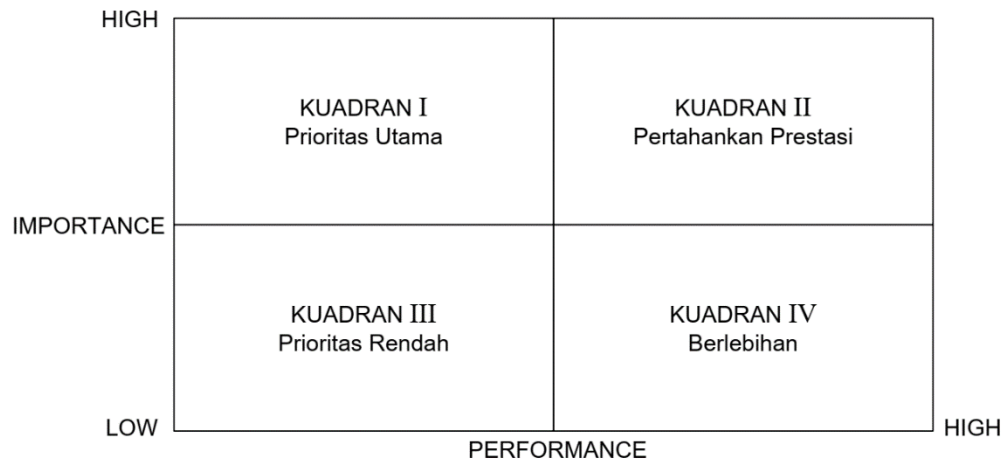 HIGH
KUADRAN I
Prioritas Utama
KUADRAN II
Pertahankan Prestasi
IMPORTANCE
KUADRAN III
Prioritas Rendah
KUADRAN IV
Berlebihan
LOW
HIGH
PERFORMANCE